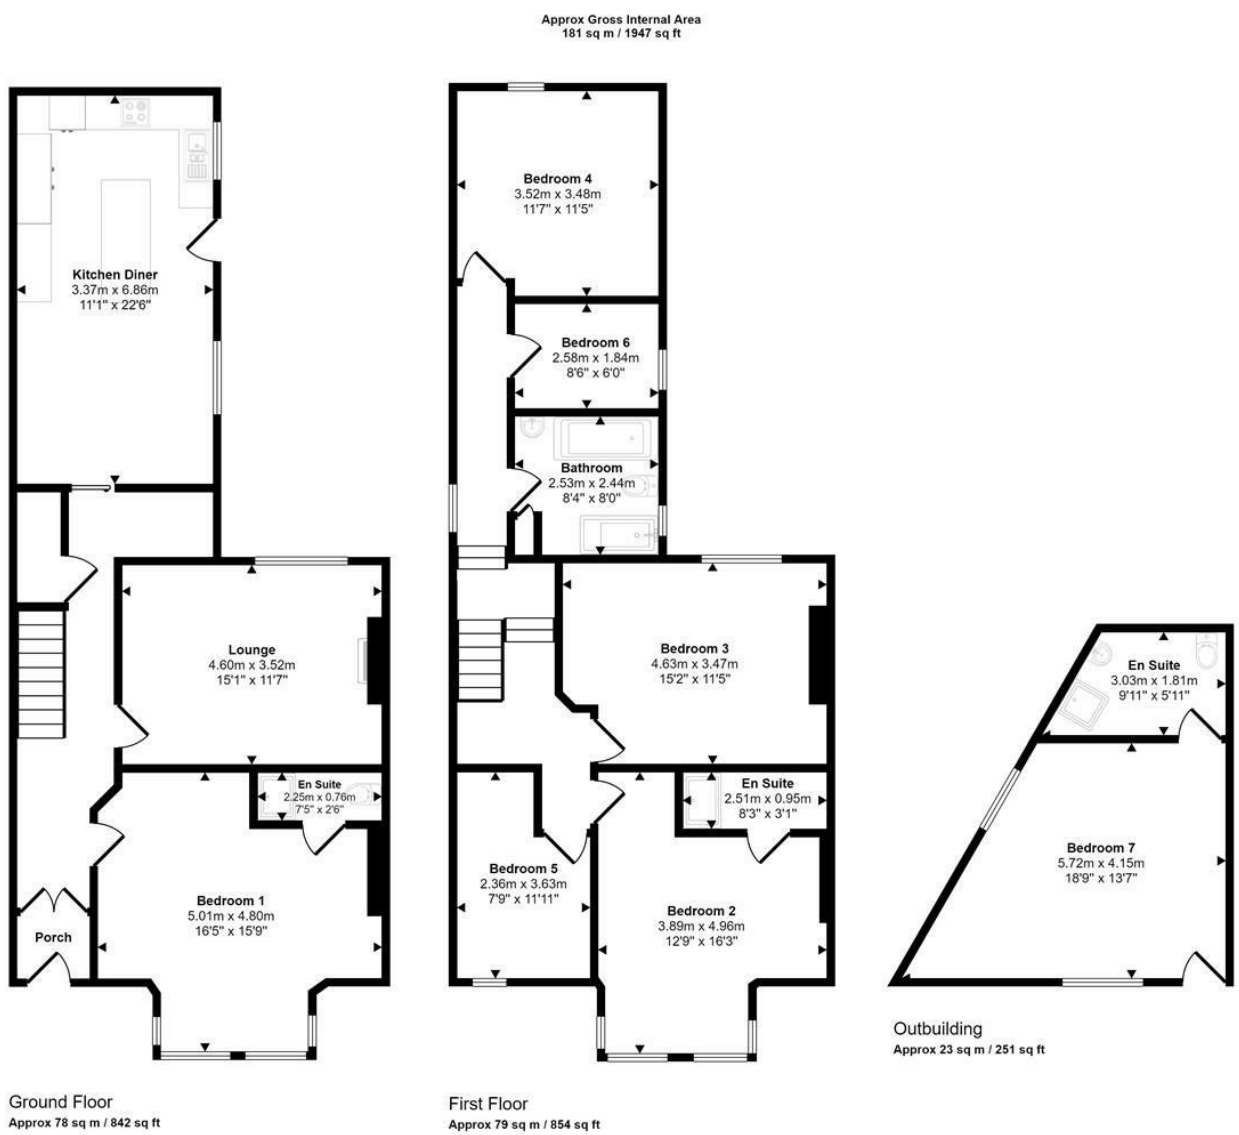 Approx Gross Internal Area
181 sq m / 1947 sq ft
Kitchen Diner
3.37m x 6.86m
11'1" x 22'6"
Lounge
4.60m x 3.52m
15'1" x 11'7"
En Suite
2.25m x 0.76m
7'5" x 2'6"
Bedroom 1
5.01m x 4.80m
16'5" x 15'9"
Porch
Ground Floor
Approx 78 sq m / 842 sq ft
Bedroom 4
3.52m x 3.48m
11'7" x 11'5"
Bedroom 6
2.58m x 1.84m
8'6" x 6'0"
Bathroom
2.53m x 2.44m
8'4" x 8'0"
Bedroom 3
4.63m x 3.47m
15'2" x 11'5"
En Suite
2.51m x 0.95m
8'3" x 3'1"
Bedroom 5
2.36m x 3.63m
7'9" x 11'11"
Bedroom 2
3.89m x 4.96m
12'9" x 16'3"
First Floor
Approx 79 sq m / 854 sq ft
En Suite
3.03m x 1.81m
9'11" x 5'11"
Bedroom 7
5.72m x 4.15m
18'9" x 13'7"
Outbuilding
Approx 23 sq m / 251 sq ft